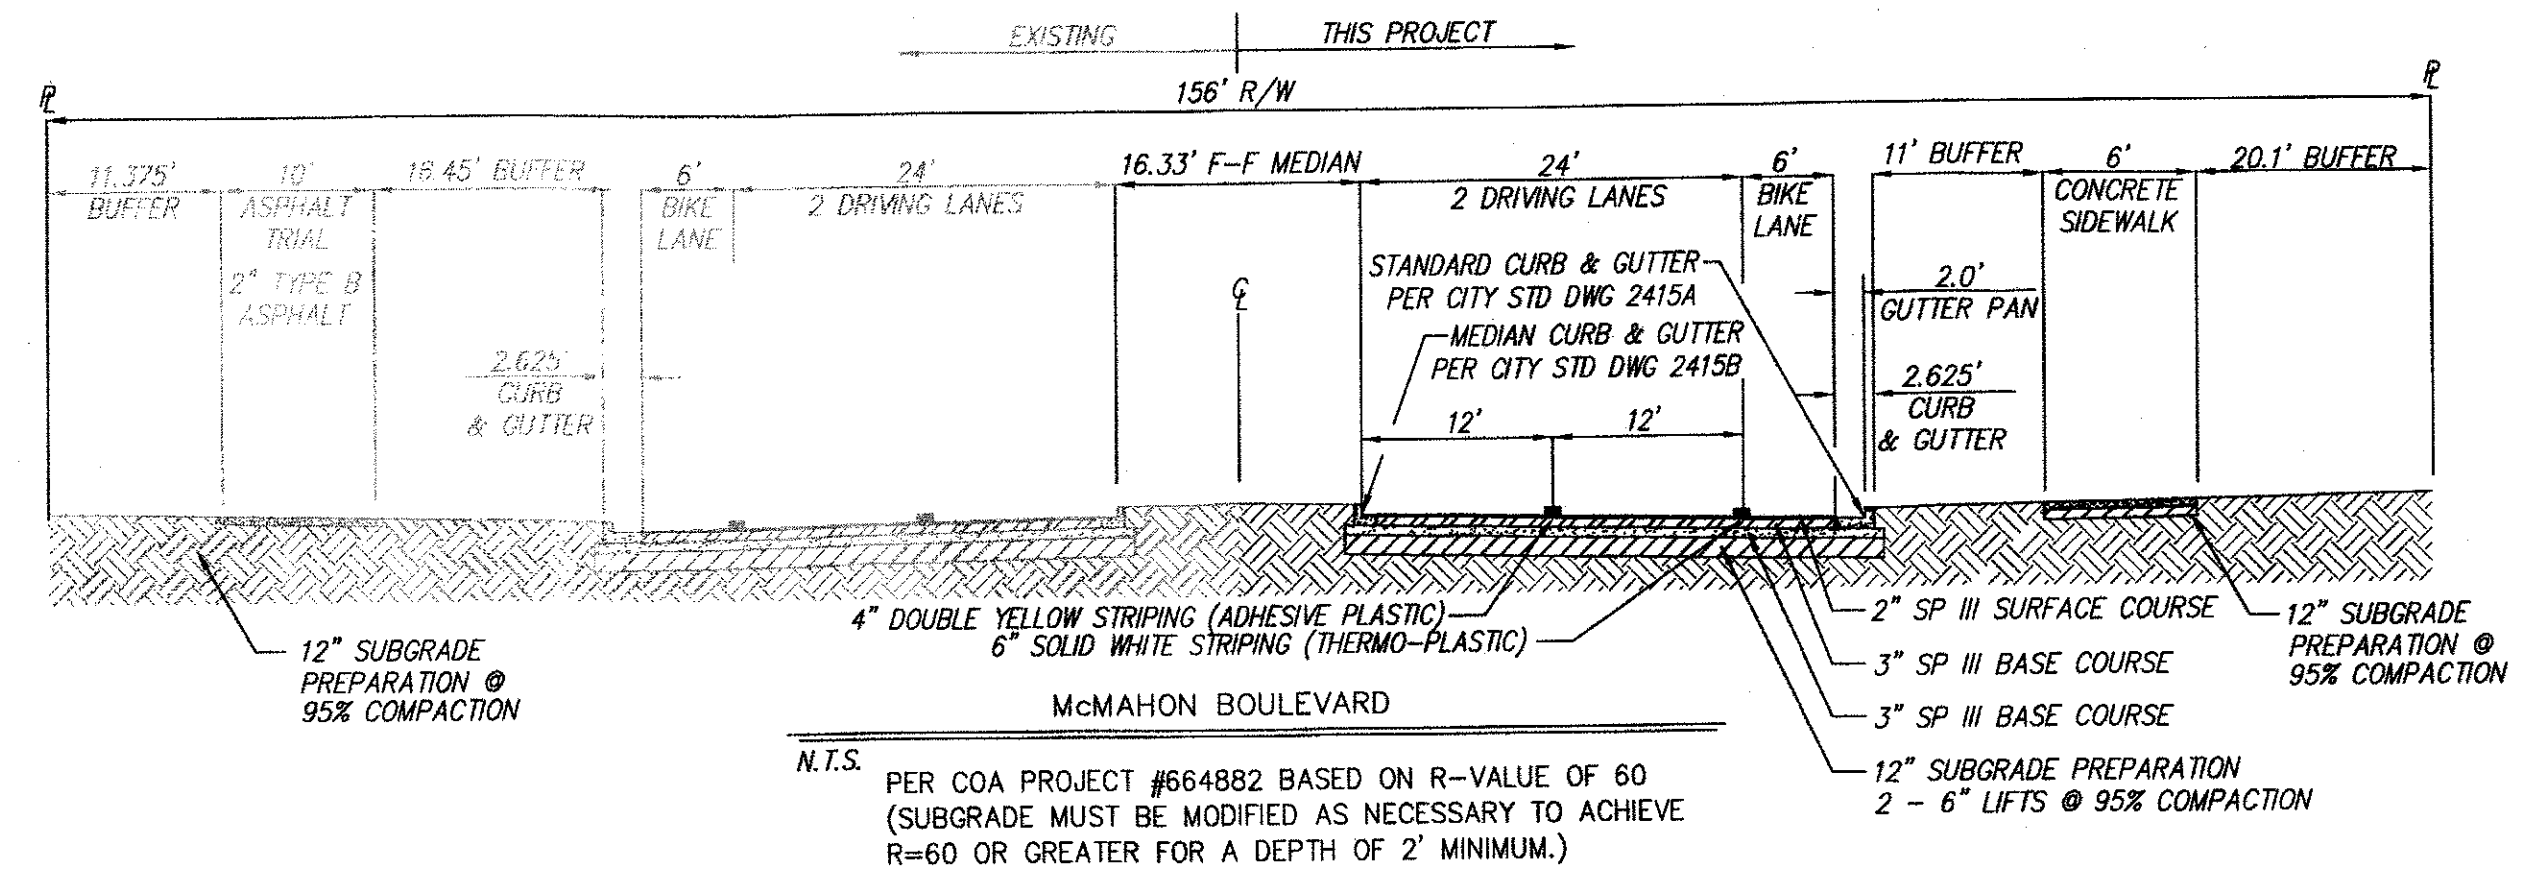 EXISTING
THIS PROJECT
156' R/W
11.375'
BUFFER
10'
ASPHALT
TRIAL
2" TYPE B
ASPHALT
16.45' BUFFER
2.625'
CURB
& GUTTER
6'
BIKE
LANE
24'
2 DRIVING LANES
16.33' F-F MEDIAN
24'
2 DRIVING LANES
6'
BIKE
LANE
11' BUFFER
6'
CONCRETE
SIDEWALK
20.1' BUFFER
STANDARD CURB & GUTTER
PER CITY STD DWG 2415A
MEDIAN CURB & GUTTER
PER CITY STD DWG 2415B
2.0'
GUTTER PAN
2.625'
CURB
& GUTTER
12'
12'
4" DOUBLE YELLOW STRIPING (ADHESIVE PLASTIC)
6" SOLID WHITE STRIPING (THERMO-PLASTIC)
12" SUBGRADE
PREPARATION @
95% COMPACTION
2" SP III SURFACE COURSE
3" SP III BASE COURSE
3" SP III BASE COURSE
12" SUBGRADE PREPARATION
2 - 6" LIFTS @ 95% COMPACTION
12" SUBGRADE
PREPARATION @
95% COMPACTION
McMAHON BOULEVARD
N.T.S.
PER COA PROJECT #664882 BASED ON R-VALUE OF 60
(SUBGRADE MUST BE MODIFIED AS NECESSARY TO ACHIEVE
R=60 OR GREATER FOR A DEPTH OF 2' MINIMUM.)